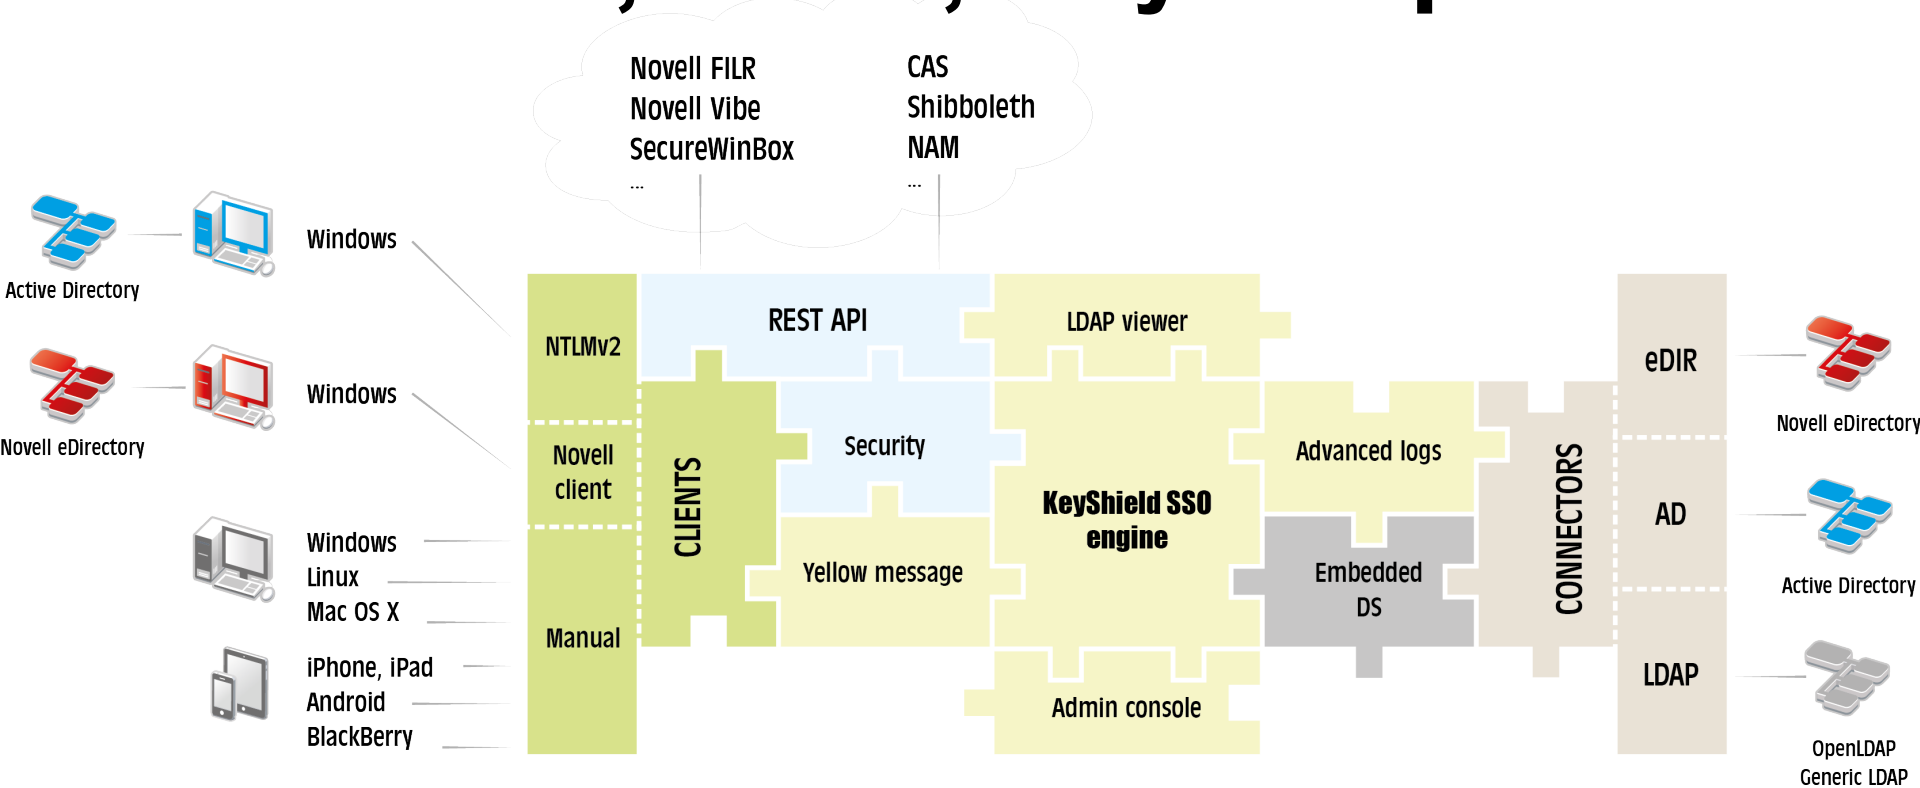 Novell FILR
Novell Vibe
SecureWinBox
...
CAS
Shibboleth
NAM
...
Windows
Active Directory
Windows
Novell eDirectory
Windows
Linux
Mac OS X
iPhone, iPad
Android
BlackBerry
NTLMv2
Novell
client
Manual
CLIENTS
REST API
Security
Yellow message
LDAP viewer
KeyShield SSO
engine
Admin console
Advanced logs
Embedded
DS
CONNECTORS
eDIR
AD
LDAP
Novell eDirectory
Active Directory
OpenLDAP
Generic LDAP